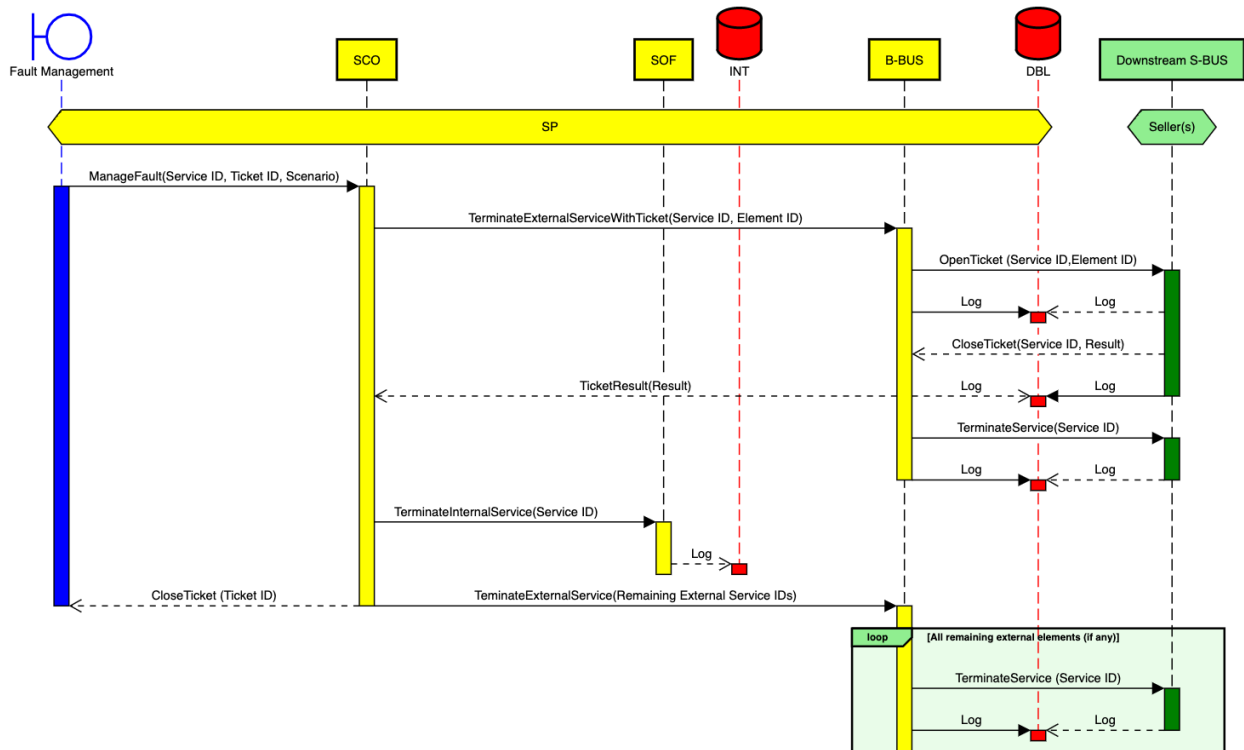 Fault Management
SCO
SOF
INT
B-BUS
DBL
Downstream S-BUS
SP
Seller(s)
ManageFault(Service ID, Ticket ID, Scenario)
TerminateExternalServiceWithTicket(Service ID, Element ID)
OpenTicket (Service ID,Element ID)
Log
Log
CloseTicket(Service ID, Result)
TicketResult(Result)
Log
Log
TerminateService(Service ID)
Log
Log
TerminateInternalService(Service ID)
Log
CloseTicket (Ticket ID)
TeminateExternalService(Remaining External Service IDs)
loop
[All remaining external elements (if any)]
TerminateService (Service ID)
Log
Log